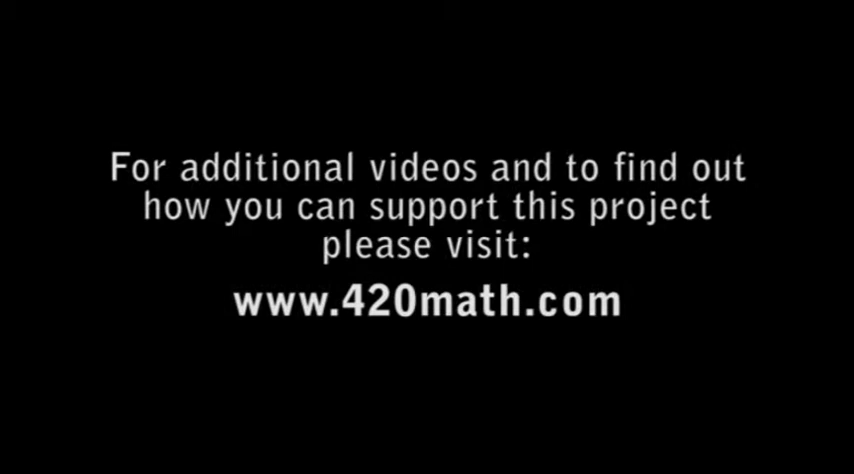 For additional videos and to find out
how you can support this project
please visit:
www.420math.com